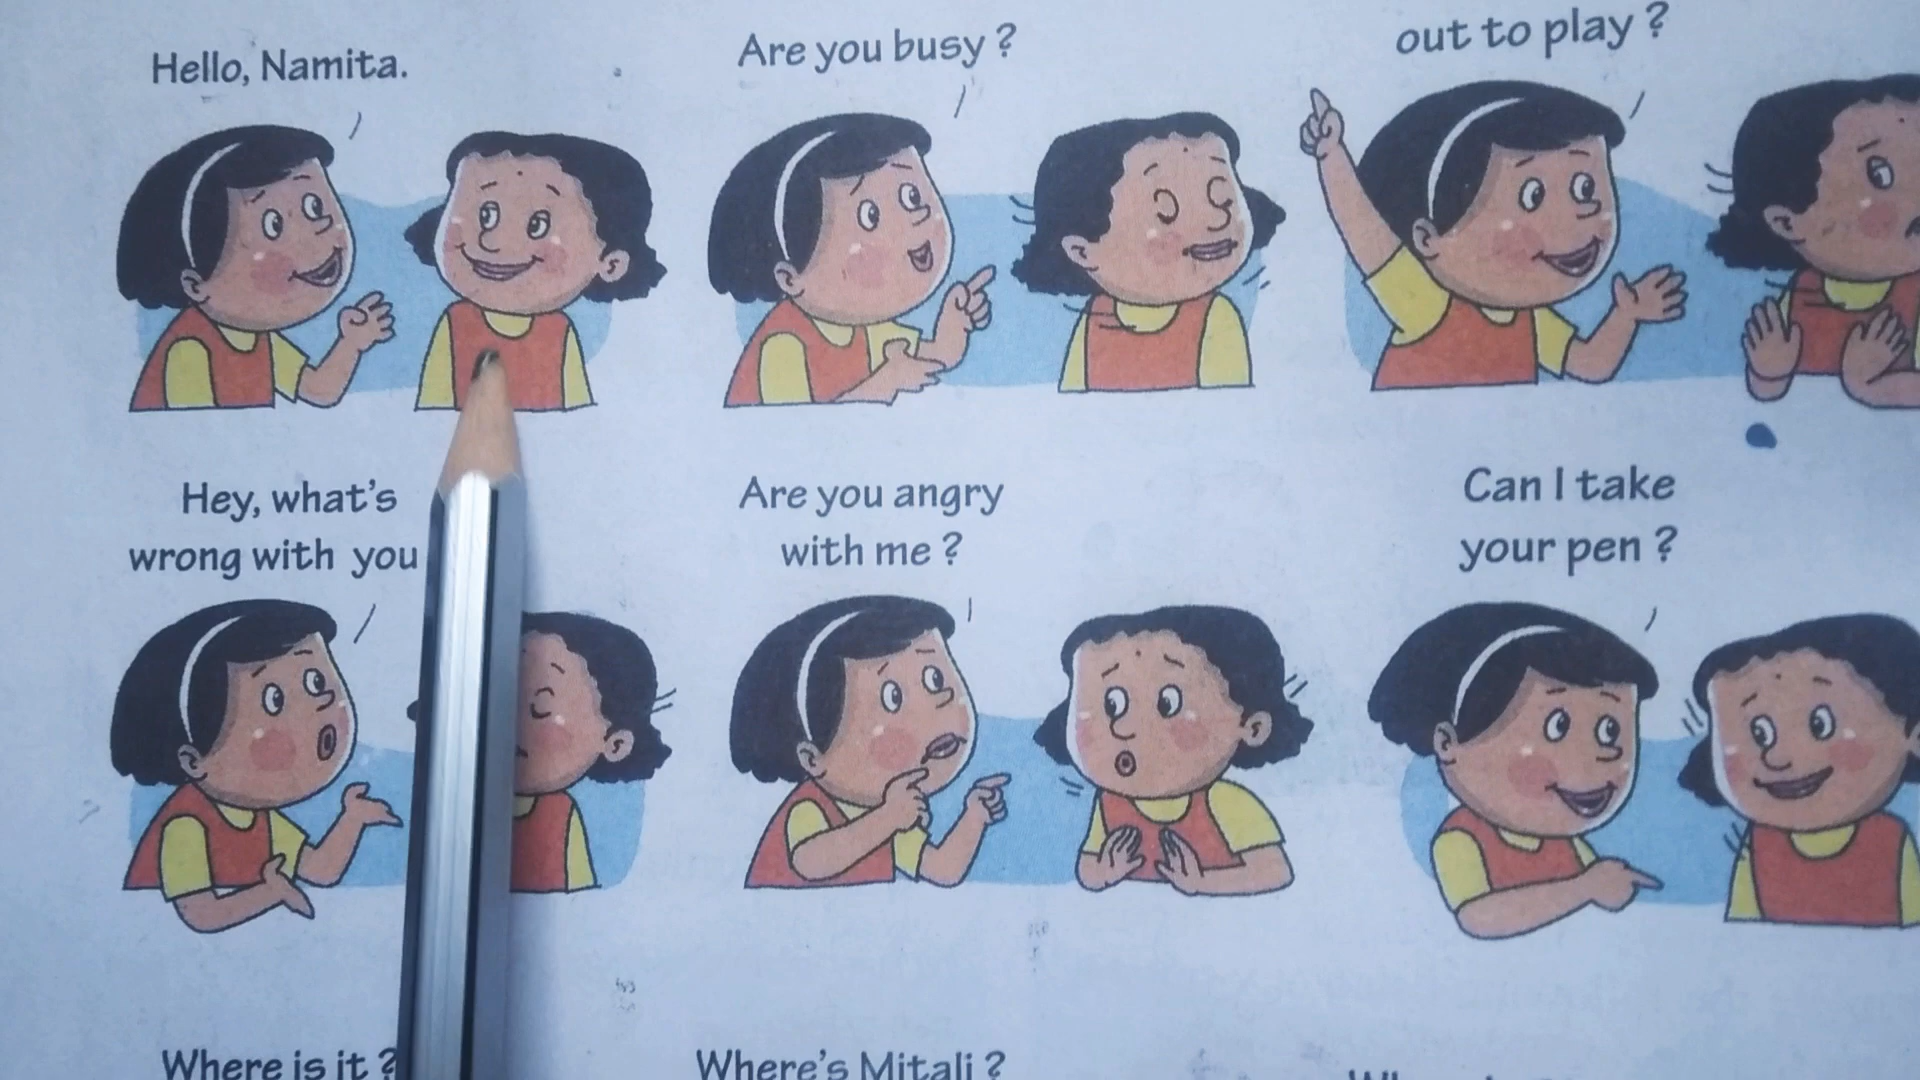 Hello, Namita.
Are you busy ?
out to play ?
Hey, what's
wrong with you
Are you angry
with me ?
Can I take
your pen ?
Where is it ?
Where's Mitali ?